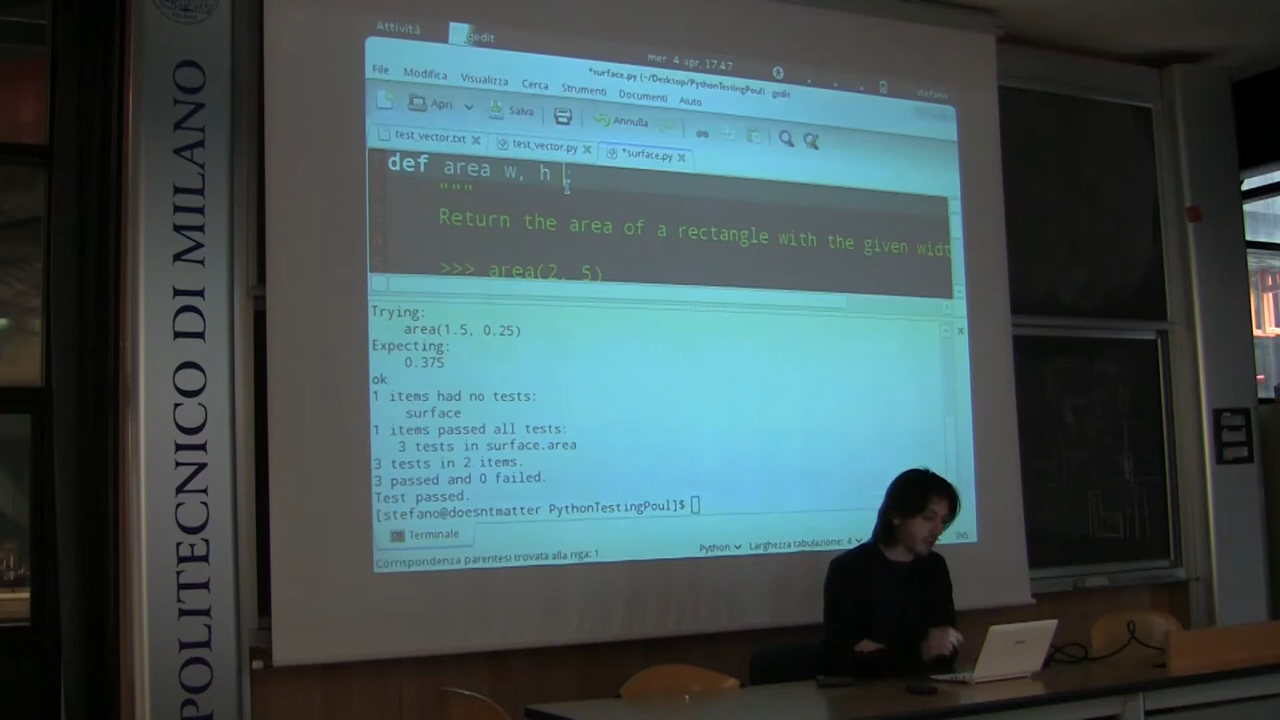 POLITECNICO DI MILANO
Attività gedit
mer 4 apr, 17.47
stefano
*surface.py (~/Desktop/PythonTestingPoul) - gedit
File Modifica Visualizza Cerca Strumenti Documenti Aiuto
Apri Salva Annulla
test_vector.txt test_vector.py *surface.py
def area w, h :
"""
Return the area of a rectangle with the given widt
>>> area(2, 5)
Trying:
area(1.5, 0.25)
Expecting:
0.375
ok
1 items had no tests:
surface
1 items passed all tests:
3 tests in surface.area
3 tests in 2 items.
3 passed and 0 failed.
Test passed.
[stefano@doesntmatter PythonTestingPoul]$
Terminale
Corrispondenza parentesi trovata alla riga: 1 Python Larghezza tabulazione: 4 INS